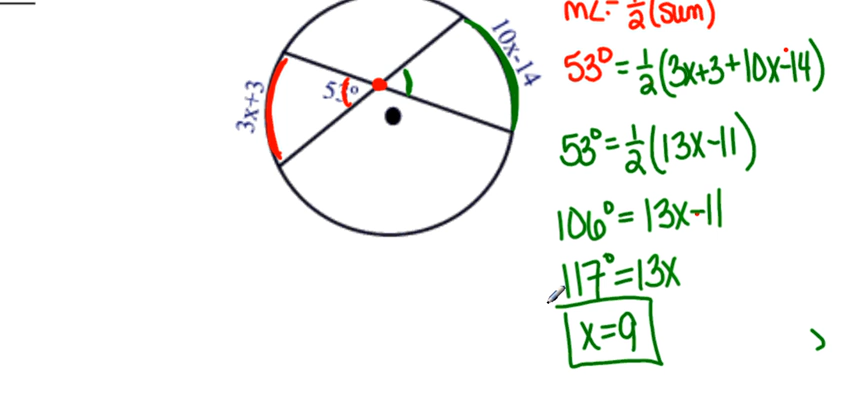 m∠=½(sum)
10x-14
53°=½(3x+3+10x-14)
3x+3
53°
53°=½(13x-11)
106°=13x-11
117°=13x
x=9